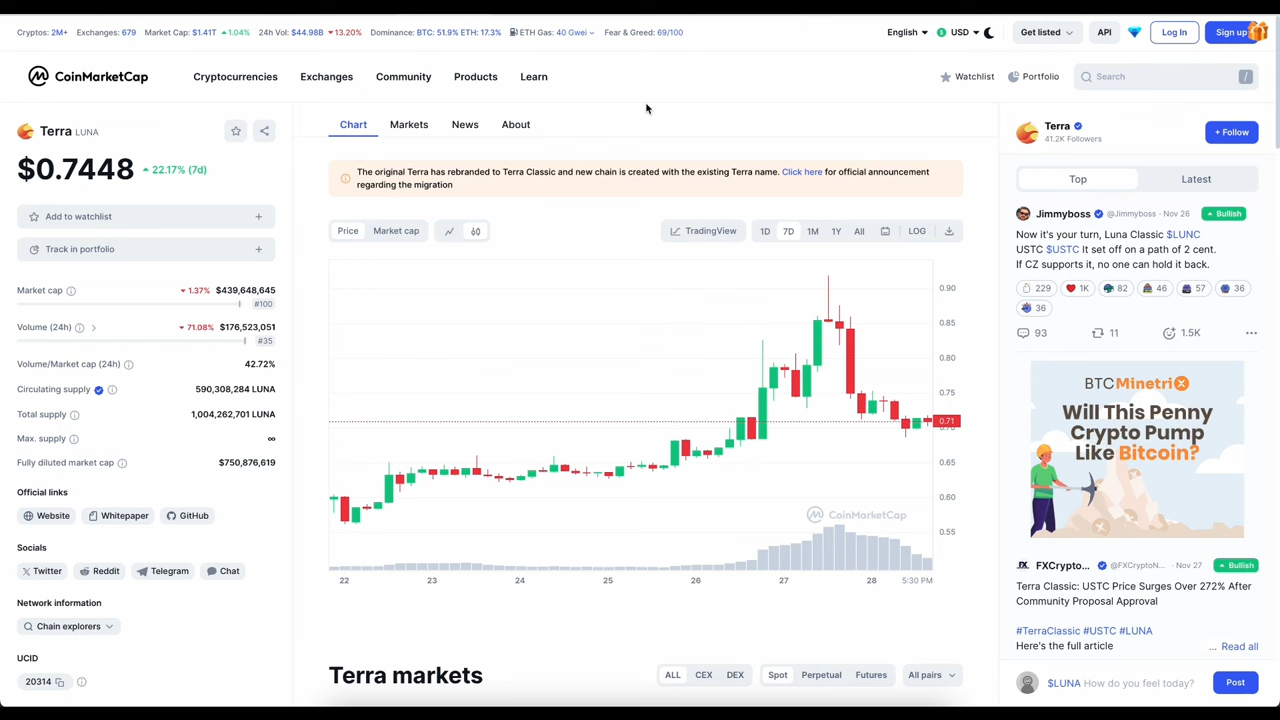 Cryptos: 2M+ Exchanges: 679 Market Cap: $1.41T 1.04% 24h Vol: $44.98B 13.20% Dominance: BTC: 51.9% ETH: 17.3% ETH Gas: 40 Gwei Fear & Greed: 69/100 English USD Get listed API Log In Sign up
CoinMarketCap Cryptocurrencies Exchanges Community Products Learn Watchlist Portfolio Search /
Terra LUNA
$0.7448 22.17% (7d)
Add to watchlist +
Track in portfolio +
Market cap 1.37% $439,648,645
#100
Volume (24h) 71.08% $176,523,051
#35
Volume/Market cap (24h) 42.72%
Circulating supply 590,308,284 LUNA
Total supply 1,004,262,701 LUNA
Max. supply ∞
Fully diluted market cap $750,876,619
Official links
Website Whitepaper GitHub
Socials
Twitter Reddit Telegram Chat
Network information
Chain explorers
UCID
20314
Chart Markets News About
The original Terra has rebranded to Terra Classic and new chain is created with the existing Terra name. Click here for official announcement
regarding the migration
Price Market cap TradingView 1D 7D 1M 1Y All LOG
0.90
0.85
0.80
0.75
0.71
0.70
0.65
0.60
CoinMarketCap
0.55
22 23 24 25 26 27 28 5:30 PM
Terra markets ALL CEX DEX Spot Perpetual Futures All pairs
Terra
41.2K Followers
+ Follow
Top Latest
Jimmyboss @Jimmyboss · Nov 26 Bullish
Now it's your turn, Luna Classic $LUNC
USTC $USTC It set off on a path of 2 cent.
If CZ supports it, no one can hold it back.
229 1K 82 46 57 36
36
93 11 1.5K
BTC Minetrix
Will This Penny
Crypto Pump
Like Bitcoin?
FXCrypto... @FXCryptoN... · Nov 27 Bullish
Terra Classic: USTC Price Surges Over 272% After
Community Proposal Approval
#TerraClassic #USTC #LUNA
Here's the full article ... Read all
$LUNA How do you feel today? Post